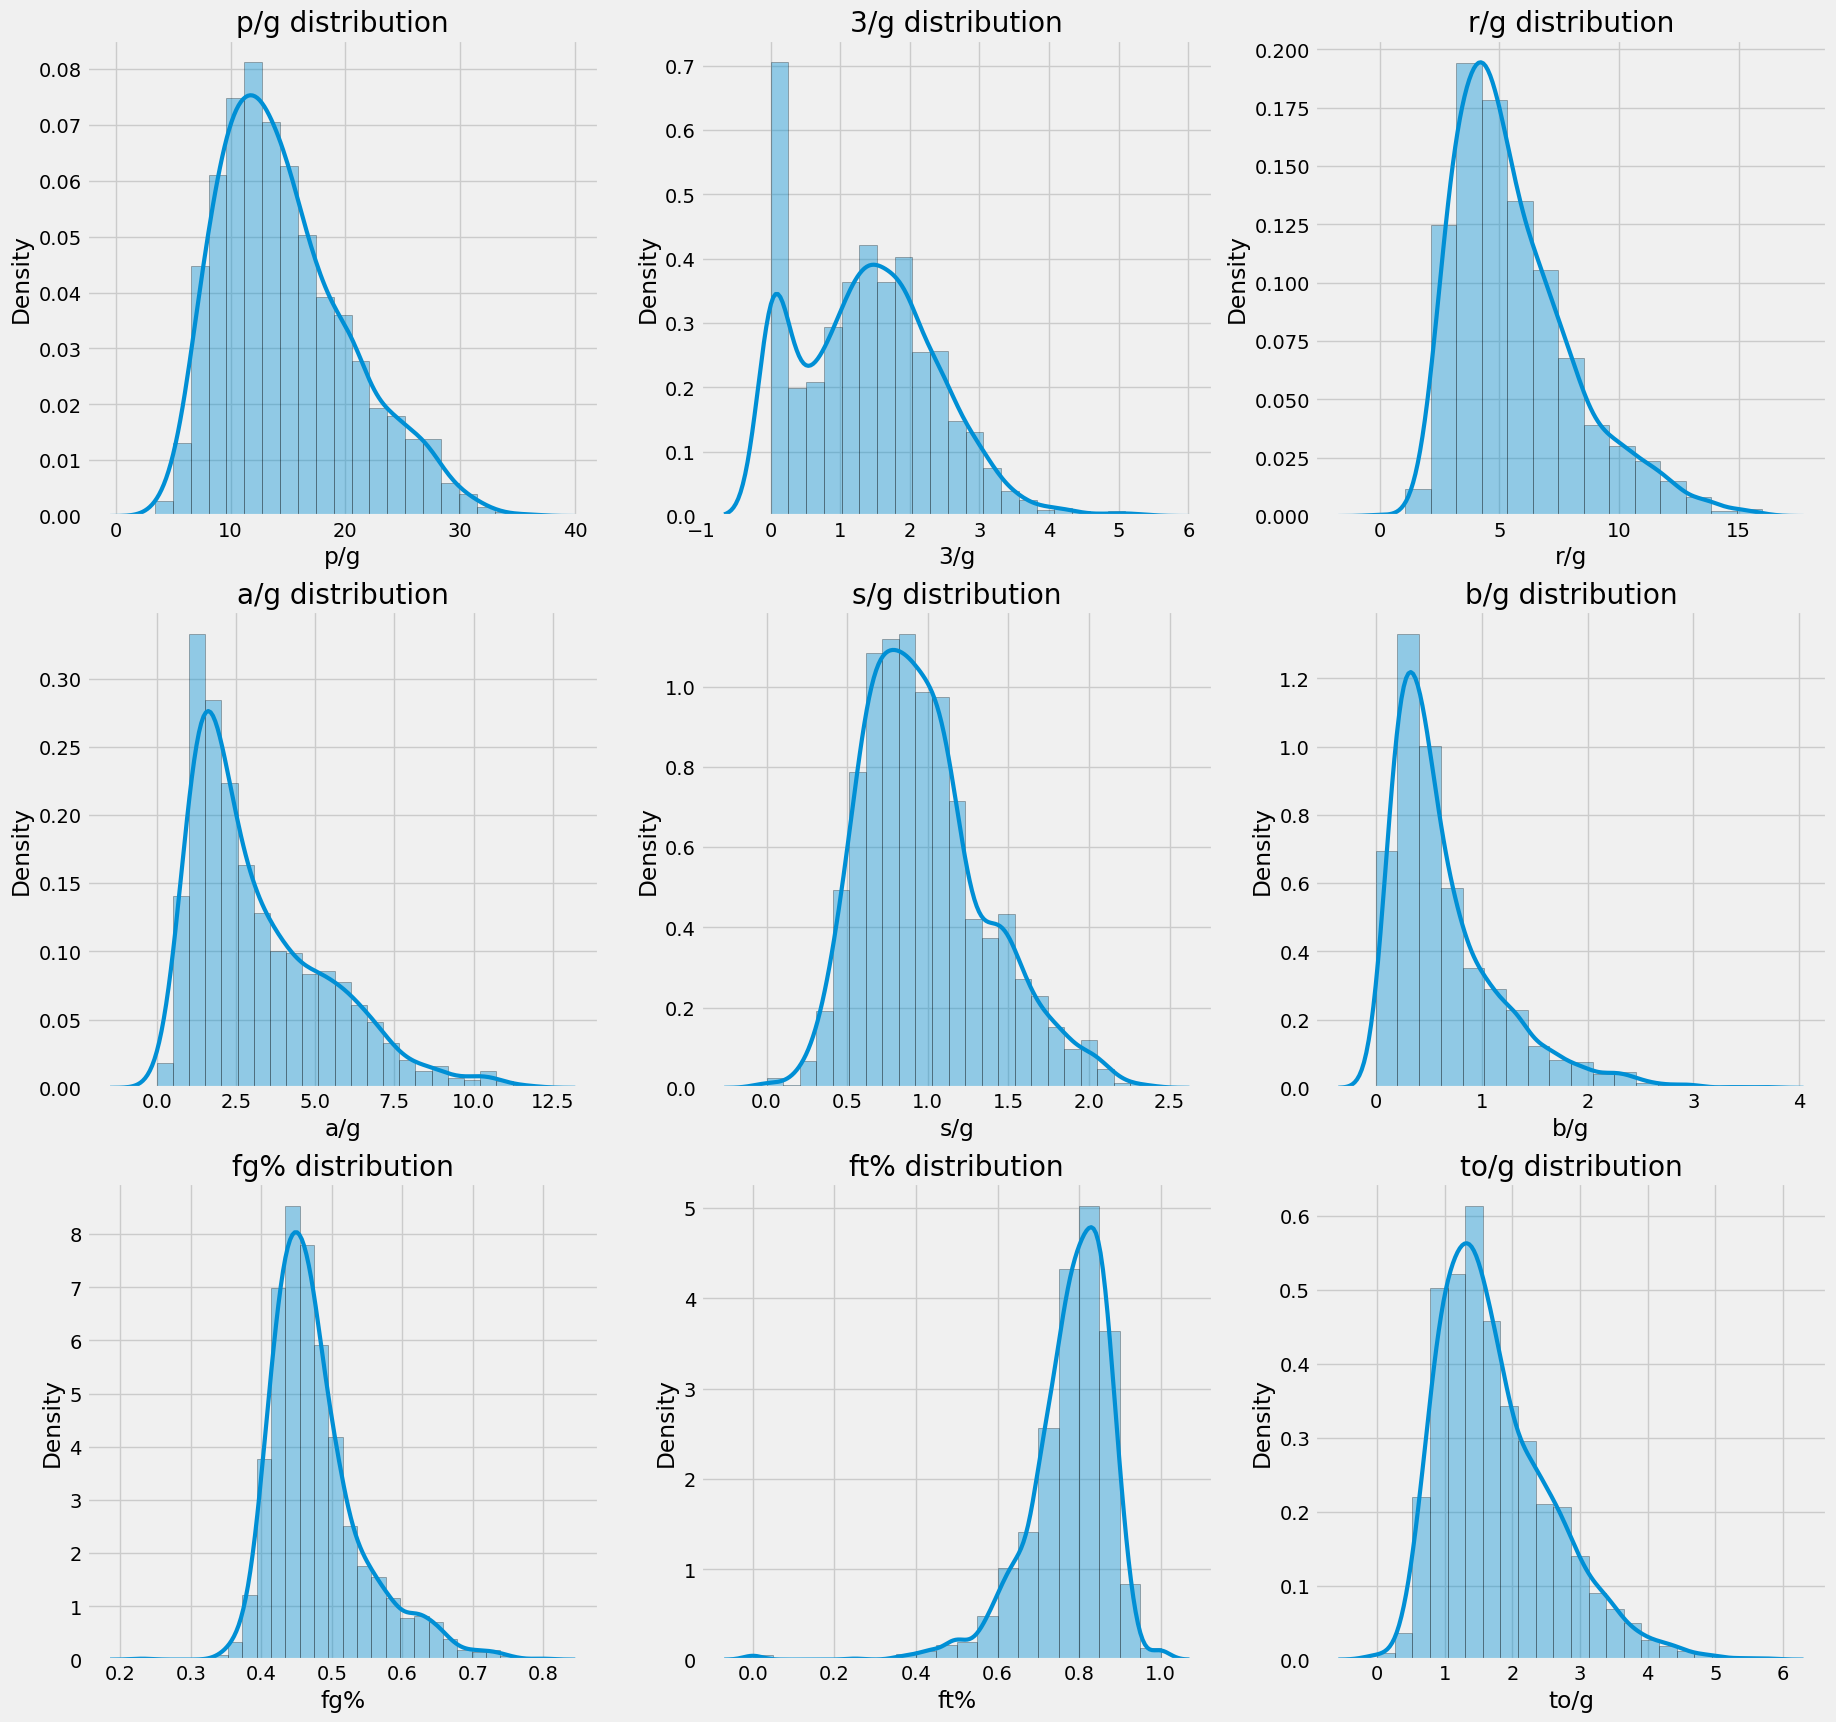 p/g distribution
3/g distribution
r/g distribution
0.08
0.07
0.06
0.05
0.04
0.03
0.02
0.01
0.00
Density
0 10 20 30 40
p/g
0.7
0.6
0.5
0.4
0.3
0.2
0.1
0.0
Density
−1 0 1 2 3 4 5 6
3/g
0.200
0.175
0.150
0.125
0.100
0.075
0.050
0.025
0.000
Density
0 5 10 15
r/g
a/g distribution
s/g distribution
b/g distribution
0.30
0.25
0.20
0.15
0.10
0.05
0.00
Density
0.0 2.5 5.0 7.5 10.0 12.5
a/g
1.0
0.8
0.6
0.4
0.2
0.0
Density
0.0 0.5 1.0 1.5 2.0 2.5
s/g
1.2
1.0
0.8
0.6
0.4
0.2
0.0
Density
0 1 2 3 4
b/g
fg% distribution
ft% distribution
to/g distribution
8
7
6
5
4
3
2
1
0
Density
0.2 0.3 0.4 0.5 0.6 0.7 0.8
fg%
5
4
3
2
1
0
Density
0.0 0.2 0.4 0.6 0.8 1.0
ft%
0.6
0.5
0.4
0.3
0.2
0.1
0.0
Density
0 1 2 3 4 5 6
to/g